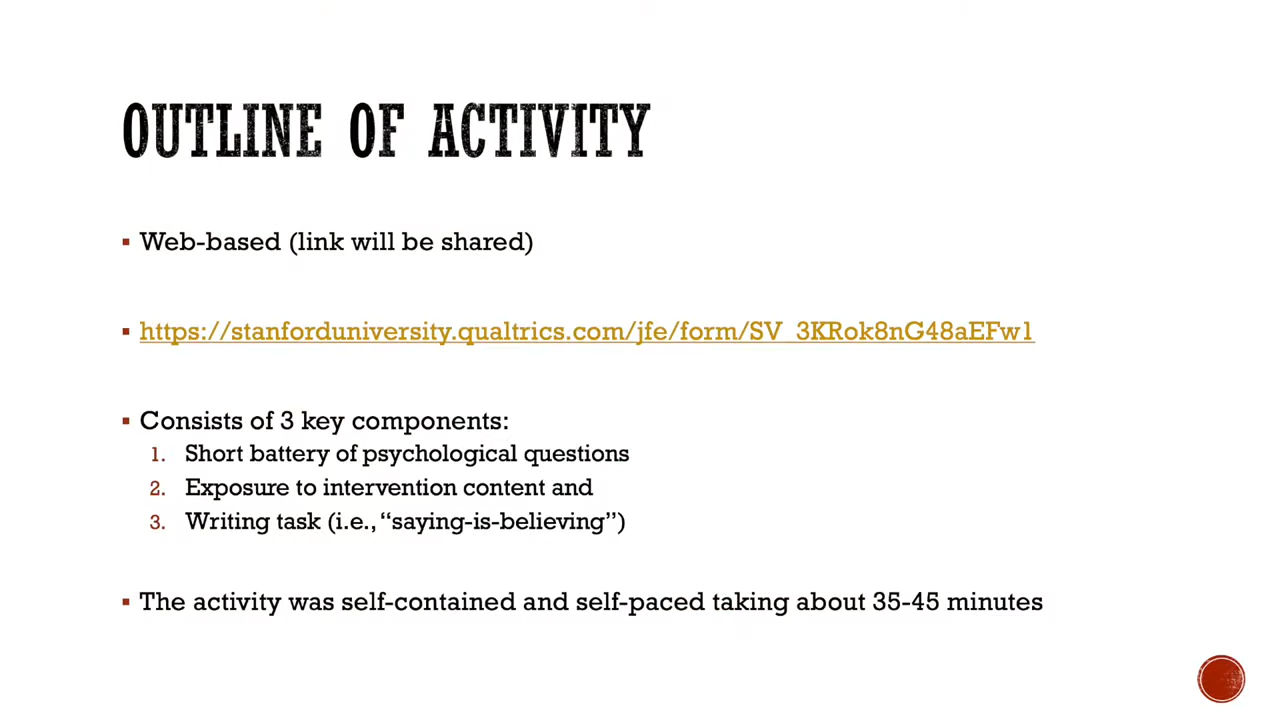 OUTLINE OF ACTIVITY
▪ Web-based (link will be shared)
▪ https://stanforduniversity.qualtrics.com/jfe/form/SV_3KRok8nG48aEFw1
▪ Consists of 3 key components:
1. Short battery of psychological questions
2. Exposure to intervention content and
3. Writing task (i.e., “saying-is-believing”)
▪ The activity was self-contained and self-paced taking about 35-45 minutes